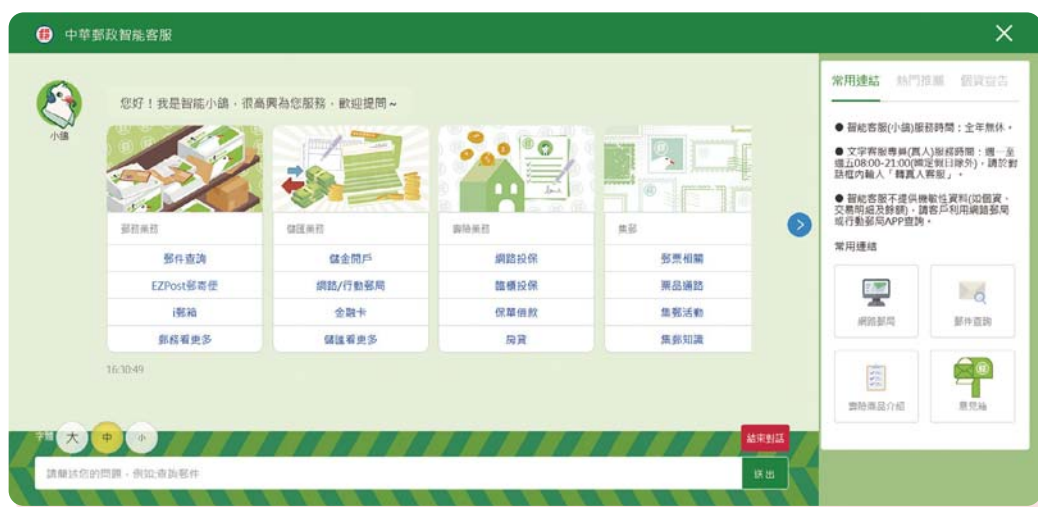 中華郵政智能客服
小鴿
您好！我是智能小鴿，很高興為您服務，歡迎提問~
郵務業務
郵件查詢
EZPost郵寄便
i郵箱
郵務看更多
儲匯業務
儲金開戶
網路/行動郵局
金融卡
儲匯看更多
壽險業務
網路投保
臨櫃投保
保單借款
房貸
集郵
郵票相關
票品通路
集郵活動
集郵知識
16:30:49
字體 大 中 小
結束對話
請簡述您的問題，例如:查詢郵件
送出
常用連結 熱門推薦 個資宣告
● 智能客服(小鴿)服務時間：全年無休。
● 文字客服專員(真人)服務時間：週一至
週五08:00-21:00(國定假日除外)，請於對
話框內輸入「轉真人客服」。
● 智能客服不提供機敏性資料(如個資、
交易明細及餘額)，請客戶利用網路郵局
或行動郵局APP查詢。
常用連結
網路郵局
郵件查詢
壽險商品介紹
意見箱